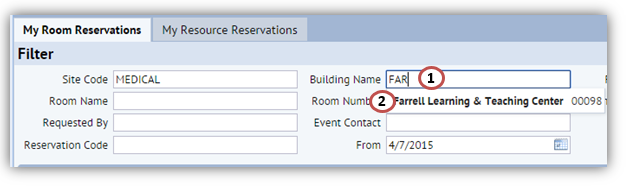 My Room Reservations My Resource Reservations
Filter
Site Code MEDICAL Building Name FAR 1
Room Name Room Numb 2 Farrell Learning & Teaching Center 00098
Requested By Event Contact
Reservation Code From 4/7/2015